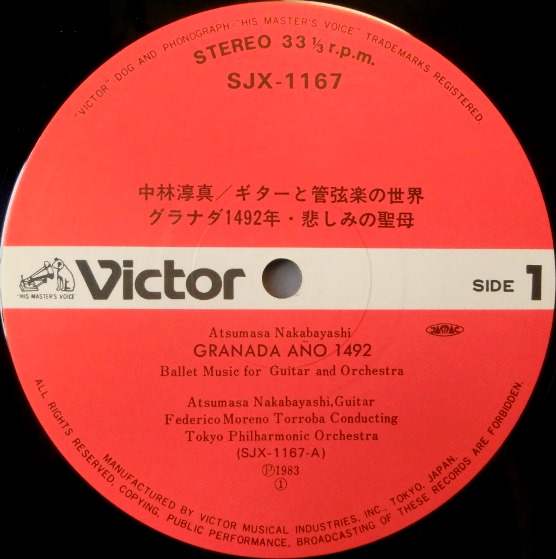 "VICTOR" DOG AND PHONOGRAPH-"HIS MASTER'S VOICE" TRADEMARKS REGISTERED.
STEREO 33 ⅓ r.p.m.
SJX-1167
中林淳真／ギターと管弦楽の世界
グラナダ1492年・悲しみの聖母
"HIS MASTER'S VOICE"
Victor
SIDE 1
JASRAC
Atsumasa Nakabayashi
GRANADA AÑO 1492
Ballet Music for Guitar and Orchestra
Atsumasa Nakabayashi,Guitar
Federico Moreno Torroba Conducting
Tokyo Philharmonic Orchestra
(SJX-1167-A)
Ⓟ1983
①
ALL RIGHTS RESERVED. COPYING, PUBLIC PERFORMANCE, BROADCASTING OF THESE RECORDS ARE FORBIDDEN.
MANUFACTURED BY VICTOR MUSICAL INDUSTRIES, INC., TOKYO, JAPAN.